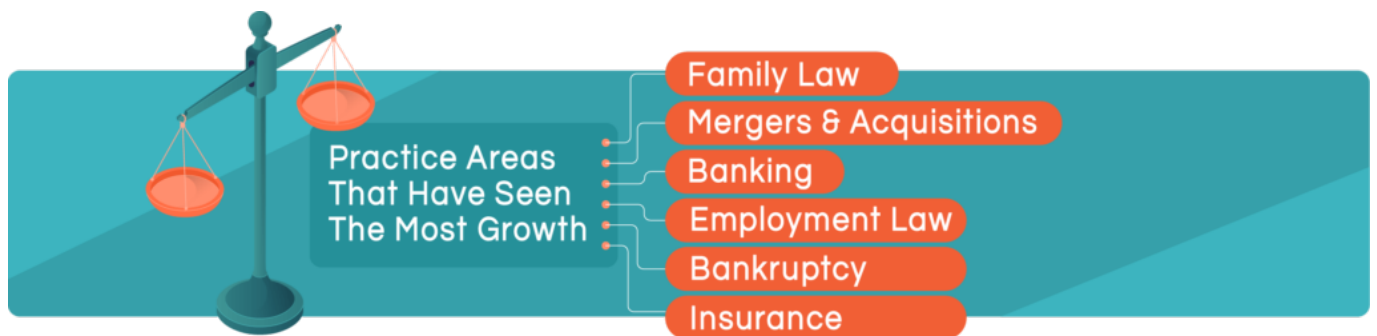 Practice Areas
That Have Seen
The Most Growth
Family Law
Mergers & Acquisitions
Banking
Employment Law
Bankruptcy
Insurance